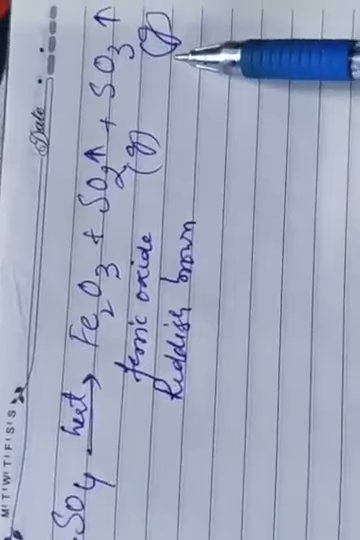 M T W T F S S Date
SO₄ heat → Fe₂O₃ + SO₂↑ + SO₃↑
(g) (g)
ferric oxide
Reddish brown